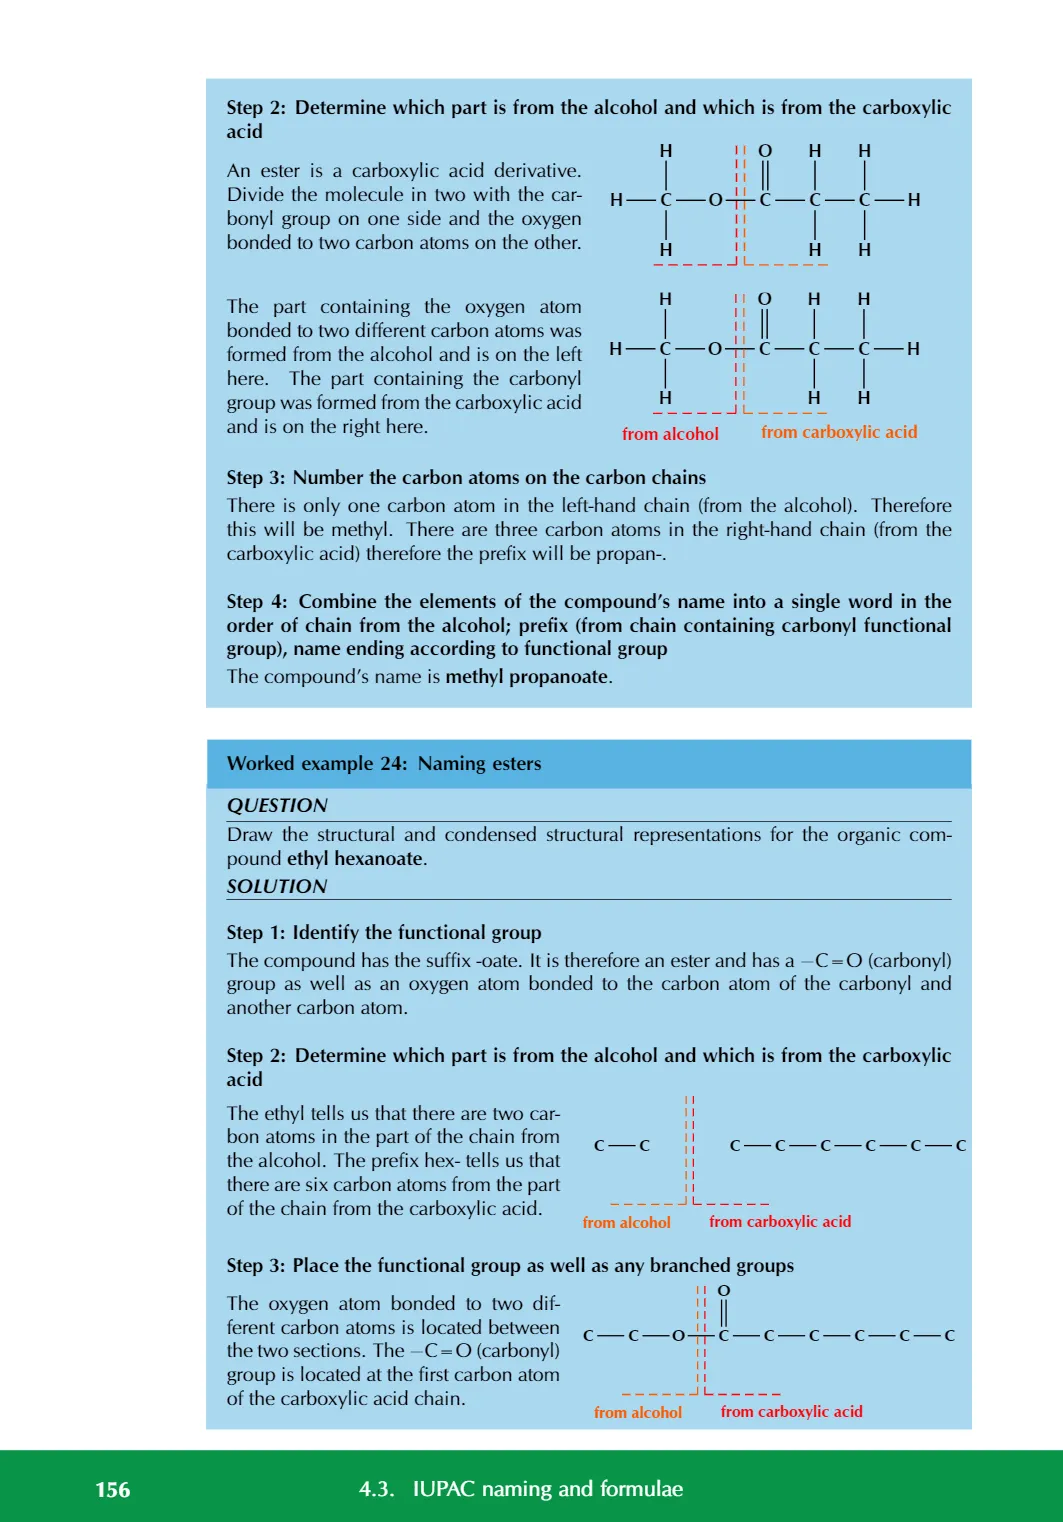 Step 2: Determine which part is from the alcohol and which is from the carboxylic
acid
An ester is a carboxylic acid derivative.
Divide the molecule in two with the car-
bonyl group on one side and the oxygen
bonded to two carbon atoms on the other.
H O H H
H C O C C C H
H H H
The part containing the oxygen atom
bonded to two different carbon atoms was
formed from the alcohol and is on the left
here. The part containing the carbonyl
group was formed from the carboxylic acid
and is on the right here.
H O H H
H C O C C C H
H H H
from alcohol from carboxylic acid
Step 3: Number the carbon atoms on the carbon chains
There is only one carbon atom in the left-hand chain (from the alcohol). Therefore
this will be methyl. There are three carbon atoms in the right-hand chain (from the
carboxylic acid) therefore the prefix will be propan-.
Step 4: Combine the elements of the compound's name into a single word in the
order of chain from the alcohol; prefix (from chain containing carbonyl functional
group), name ending according to functional group
The compound's name is methyl propanoate.
Worked example 24: Naming esters
QUESTION
Draw the structural and condensed structural representations for the organic com-
pound ethyl hexanoate.
SOLUTION
Step 1: Identify the functional group
The compound has the suffix -oate. It is therefore an ester and has a −C=O (carbonyl)
group as well as an oxygen atom bonded to the carbon atom of the carbonyl and
another carbon atom.
Step 2: Determine which part is from the alcohol and which is from the carboxylic
acid
The ethyl tells us that there are two car-
bon atoms in the part of the chain from
the alcohol. The prefix hex- tells us that
there are six carbon atoms from the part
of the chain from the carboxylic acid.
C C C C C C C C
from alcohol from carboxylic acid
Step 3: Place the functional group as well as any branched groups
The oxygen atom bonded to two dif-
ferent carbon atoms is located between
the two sections. The −C=O (carbonyl)
group is located at the first carbon atom
of the carboxylic acid chain.
O
C C O C C C C C C
from alcohol from carboxylic acid
156 4.3. IUPAC naming and formulae